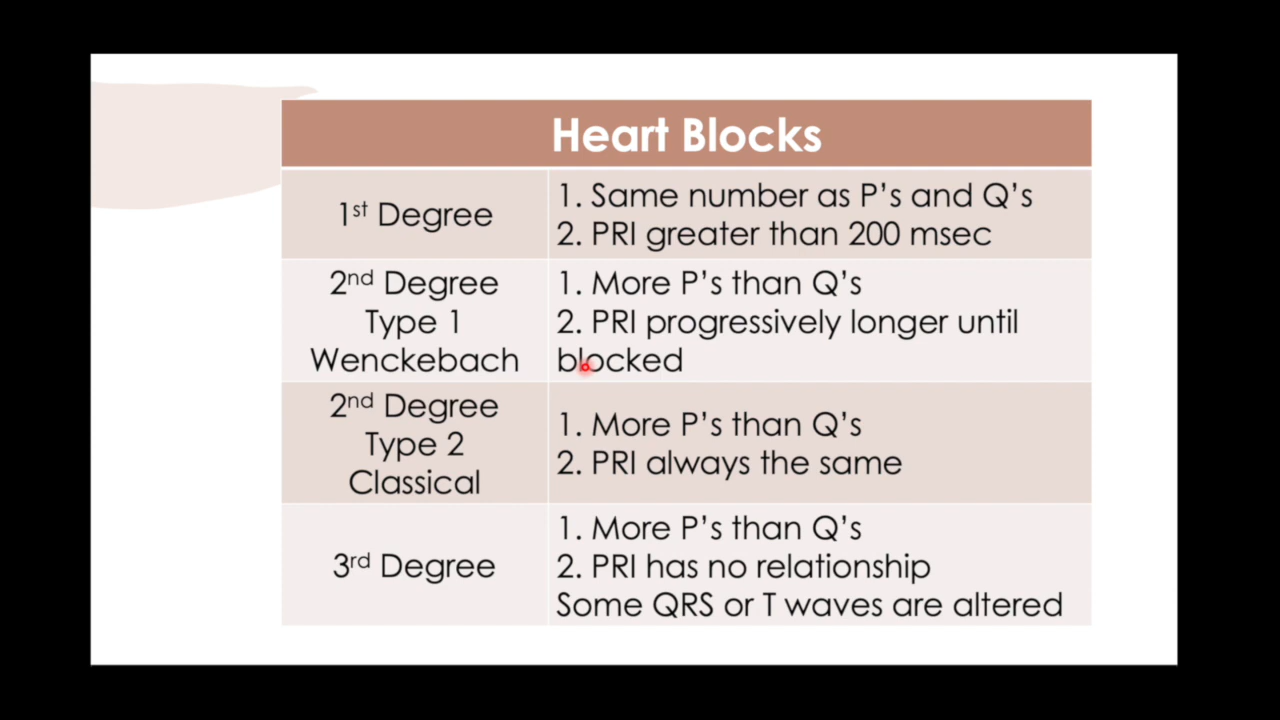 Heart Blocks
1st Degree
1. Same number as P’s and Q’s
2. PRI greater than 200 msec
2nd Degree
Type 1
Wenckebach
1. More P’s than Q’s
2. PRI progressively longer until
blocked
2nd Degree
Type 2
Classical
1. More P’s than Q’s
2. PRI always the same
3rd Degree
1. More P’s than Q’s
2. PRI has no relationship
Some QRS or T waves are altered